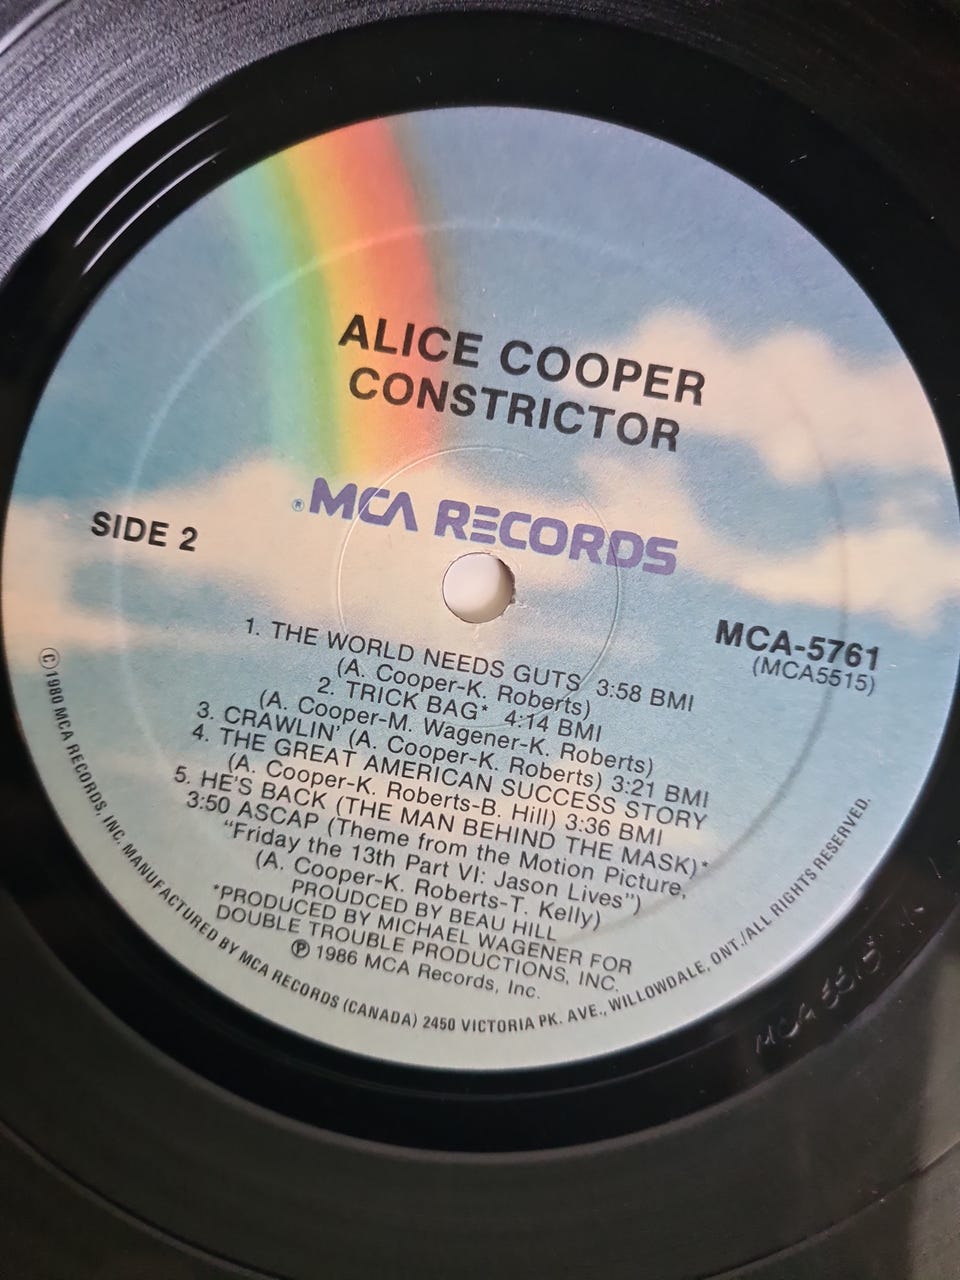 ALICE COOPER
CONSTRICTOR
® MCA RECORDS
SIDE 2
MCA-5761
(MCA5515)
1. THE WORLD NEEDS GUTS 3:58 BMI
(A. Cooper-K. Roberts)
2. TRICK BAG* 4:14 BMI
(A. Cooper-M. Wagener-K. Roberts)
3. CRAWLIN' (A. Cooper-K. Roberts) 3:21 BMI
4. THE GREAT AMERICAN SUCCESS STORY
(A. Cooper-K. Roberts-B. Hill) 3:36 BMI
5. HE'S BACK (THE MAN BEHIND THE MASK)*
3:50 ASCAP (Theme from the Motion Picture,
"Friday the 13th Part VI: Jason Lives")
(A. Cooper-K. Roberts-T. Kelly)
PROUDCED BY BEAU HILL
*PRODUCED BY MICHAEL WAGENER FOR
DOUBLE TROUBLE PRODUCTIONS, INC.
℗ 1986 MCA Records, Inc.
©1980 MCA RECORDS, INC. MANUFACTURED BY MCA RECORDS (CANADA) 2450 VICTORIA PK. AVE., WILLOWDALE, ONT./ALL RIGHTS RESERVED.
MCA 5515